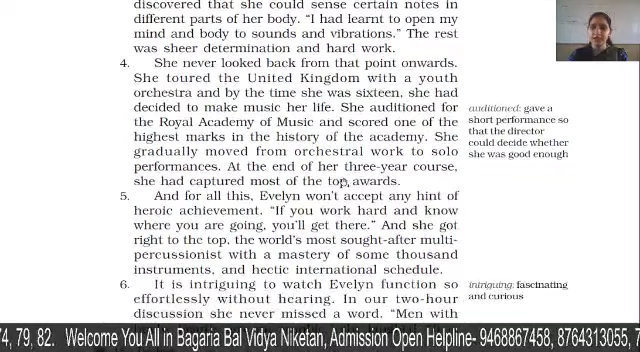 discovered that she could sense certain notes in
different parts of her body. "I had learnt to open my
mind and body to sounds and vibrations." The rest
was sheer determination and hard work.
4. She never looked back from that point onwards.
She toured the United Kingdom with a youth
orchestra and by the time she was sixteen, she had
decided to make music her life. She auditioned for
the Royal Academy of Music and scored one of the
highest marks in the history of the academy. She
gradually moved from orchestral work to solo
performances. At the end of her three-year course,
she had captured most of the top awards.
auditioned: gave a
short performance so
that the director
could decide whether
she was good enough
5. And for all this, Evelyn won't accept any hint of
heroic achievement. "If you work hard and know
where you are going, you'll get there." And she got
right to the top, the world's most sought-after multi-
percussionist with a mastery of some thousand
instruments, and hectic international schedule.
6. It is intriguing to watch Evelyn function so
effortlessly without hearing. In our two-hour
discussion she never missed a word. "Men with
intriguing: fascinating
and curious
74, 79, 82. Welcome You All in Bagaria Bal Vidya Niketan, Admission Open Helpline- 9468867458, 8764313055, 7